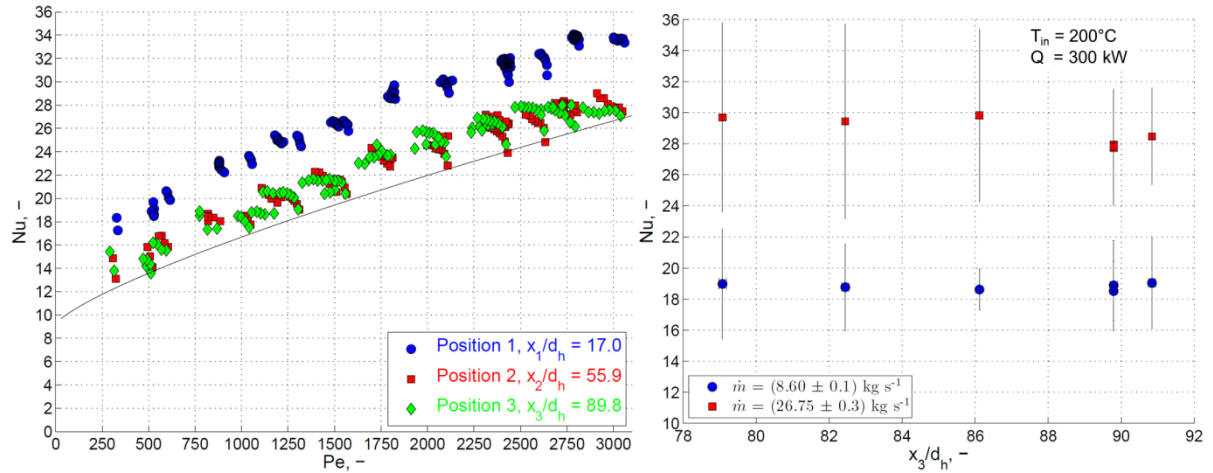 36
34
32
30
28
26
24
22
20
18
16
14
12
10
8
6
4
2
0
Nu, –
0 250 500 750 1000 1250 1500 1750 2000 2250 2500 2750 3000
Pe, –
Position 1, x₁/dₕ = 17.0
Position 2, x₂/dₕ = 55.9
Position 3, x₃/dₕ = 89.8
36
34
32
30
28
26
24
22
20
18
16
14
12
10
Nu, –
Tᵢₙ = 200°C
Q = 300 kW
ṁ = (8.60 ± 0.1) kg s⁻¹
ṁ = (26.75 ± 0.3) kg s⁻¹
78 80 82 84 86 88 90 92
x₃/dₕ, –